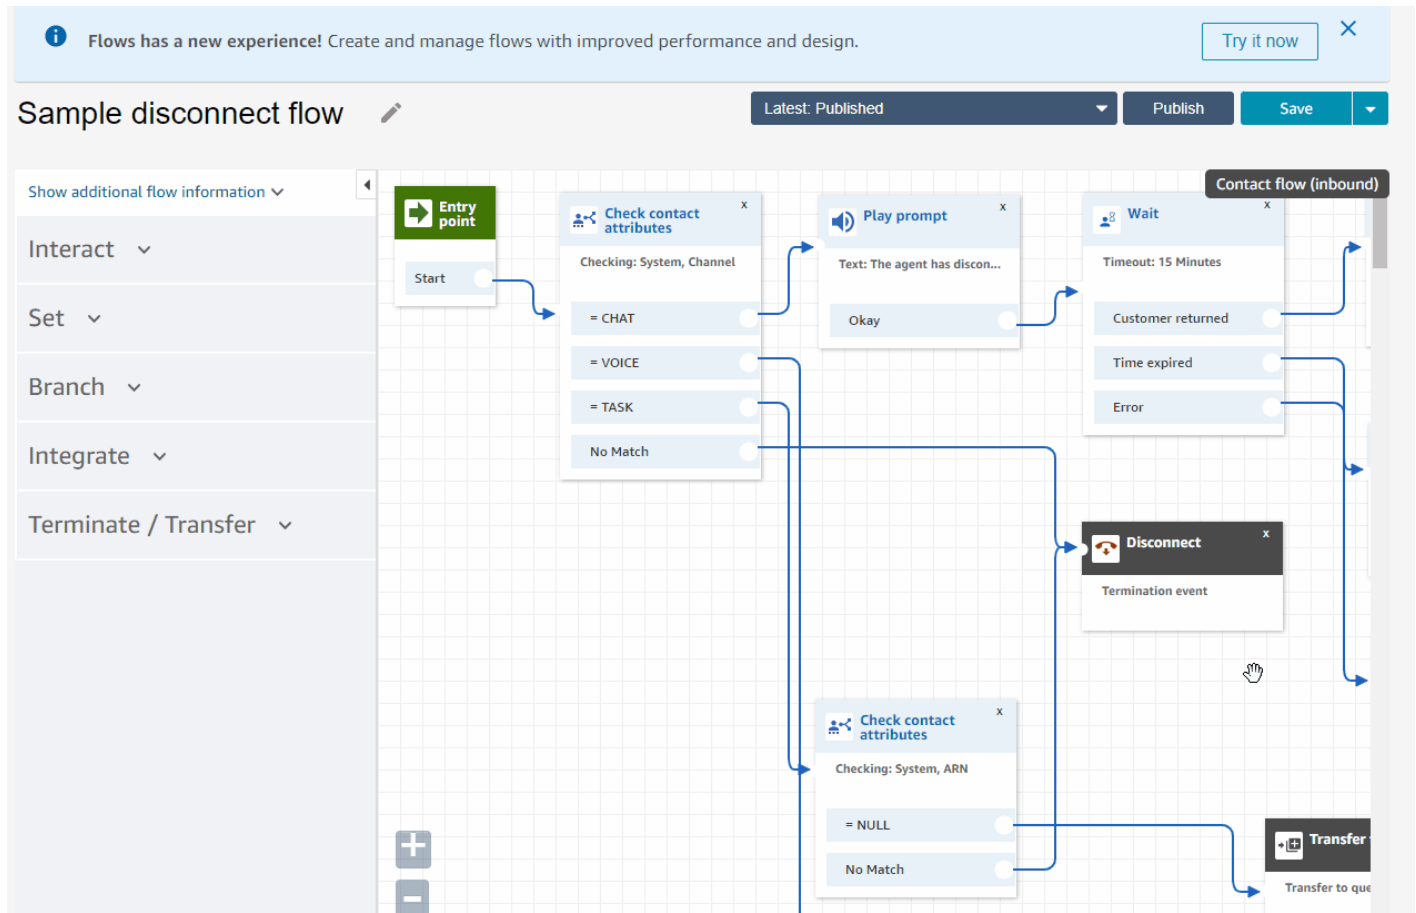 Flows has a new experience! Create and manage flows with improved performance and design.
Try it now
Sample disconnect flow
Latest: Published
Publish
Save
Show additional flow information
Contact flow (inbound)
Interact
Set
Branch
Integrate
Terminate / Transfer
Entry
point
Start
Check contact
attributes
x
Checking: System, Channel
= CHAT
= VOICE
= TASK
No Match
Play prompt
x
Text: The agent has discon...
Okay
Wait
x
Timeout: 15 Minutes
Customer returned
Time expired
Error
Disconnect
x
Termination event
Check contact
attributes
x
Checking: System, ARN
= NULL
No Match
Transfer
Transfer to que